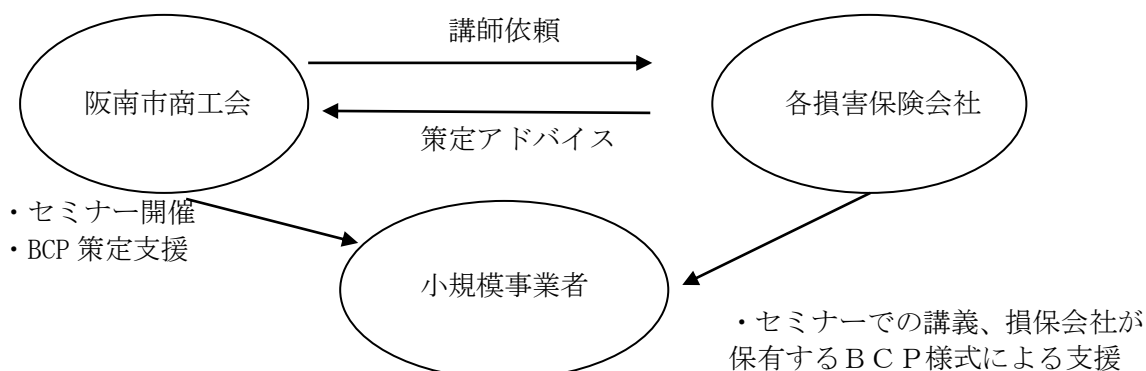 講師依頼
阪南市商工会
各損害保険会社
策定アドバイス
・セミナー開催
・BCP 策定支援
小規模事業者
・セミナーでの講義、損保会社が
保有するＢＣＰ様式による支援